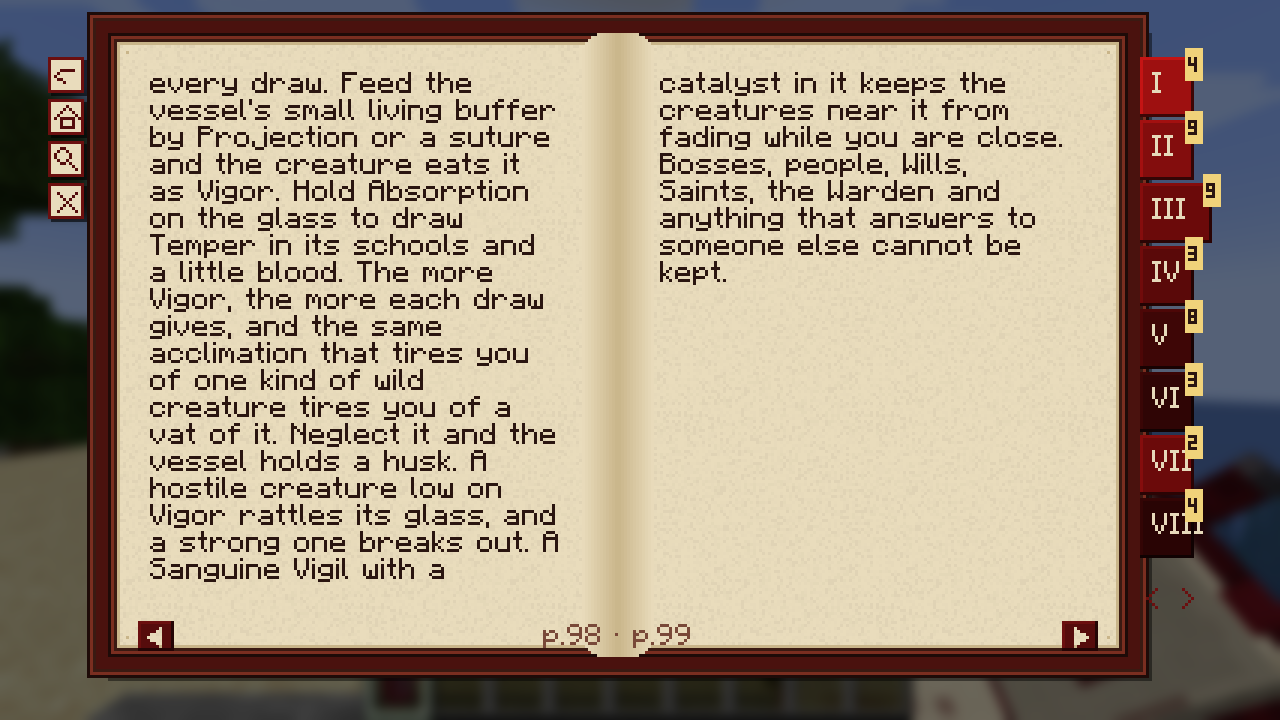 every draw. Feed the
vessel's small living buffer
by Projection or a suture
and the creature eats it
as Vigor. Hold Absorption
on the glass to draw
Temper in its schools and
a little blood. The more
Vigor, the more each draw
gives, and the same
acclimation that tires you
of one kind of wild
creature tires you of a
vat of it. Neglect it and the
vessel holds a husk. A
hostile creature low on
Vigor rattles its glass, and
a strong one breaks out. A
Sanguine Vigil with a
catalyst in it keeps the
creatures near it from
fading while you are close.
Bosses, people, Wills,
Saints, the Warden and
anything that answers to
someone else cannot be
kept.
p.98 · p.99
I 4
II 9
III 9
IV 3
V 8
VI 3
VII 2
VIII 4